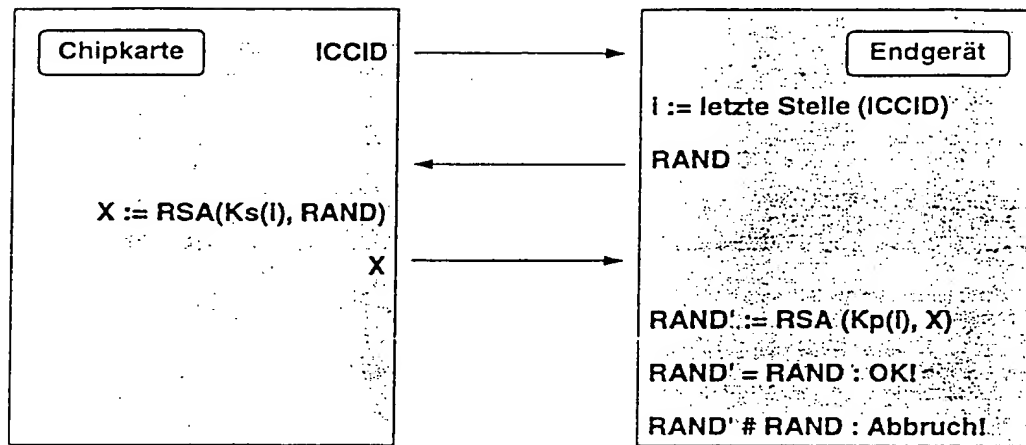 Chipkarte
ICCID
Endgerät
i := letzte Stelle (ICCID)
RAND
X := RSA(Ks(i), RAND)
X
RAND' := RSA (Kp(i), X)
RAND' = RAND : OK!
RAND' # RAND : Abbruch!